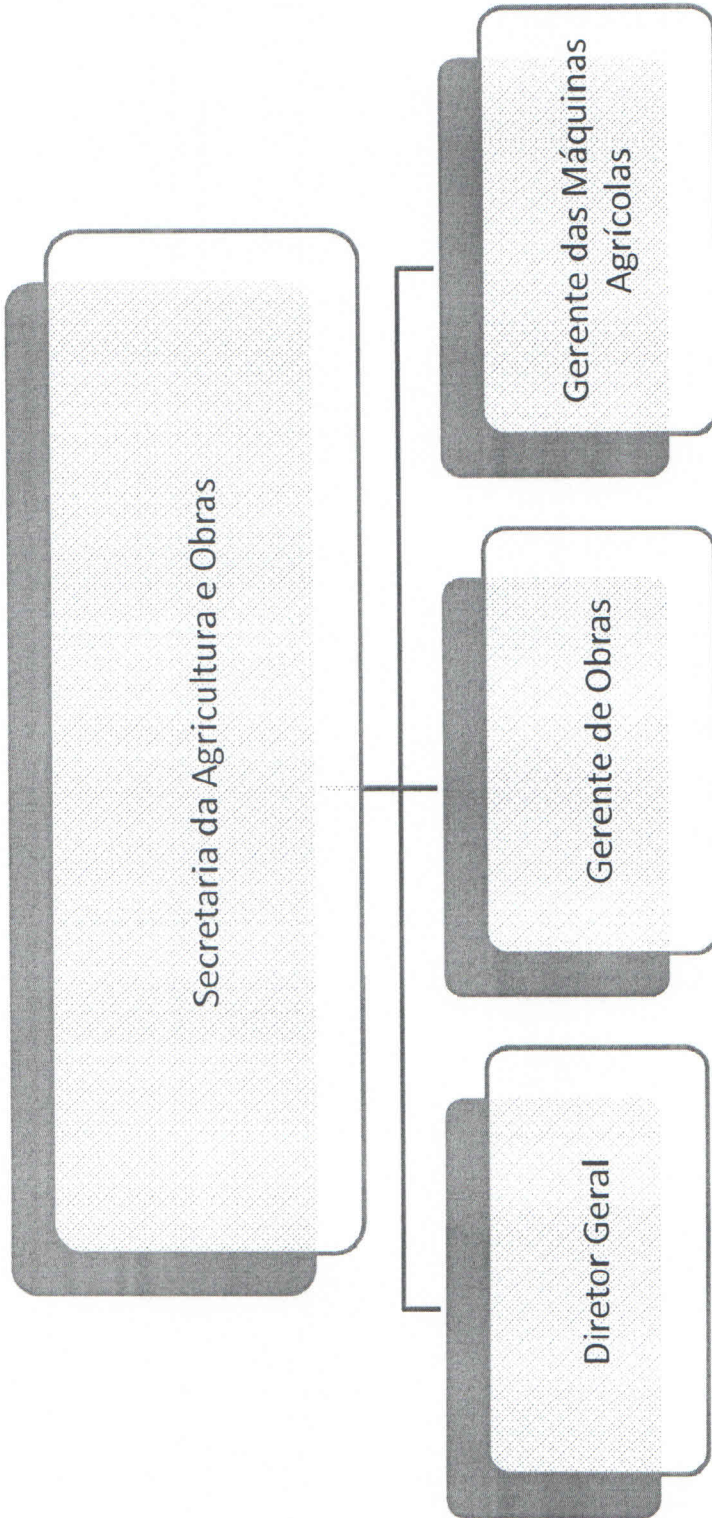 Secretaria da Agricultura e Obras
Diretor Geral
Gerente de Obras
Gerente das Máquinas
Agrícolas